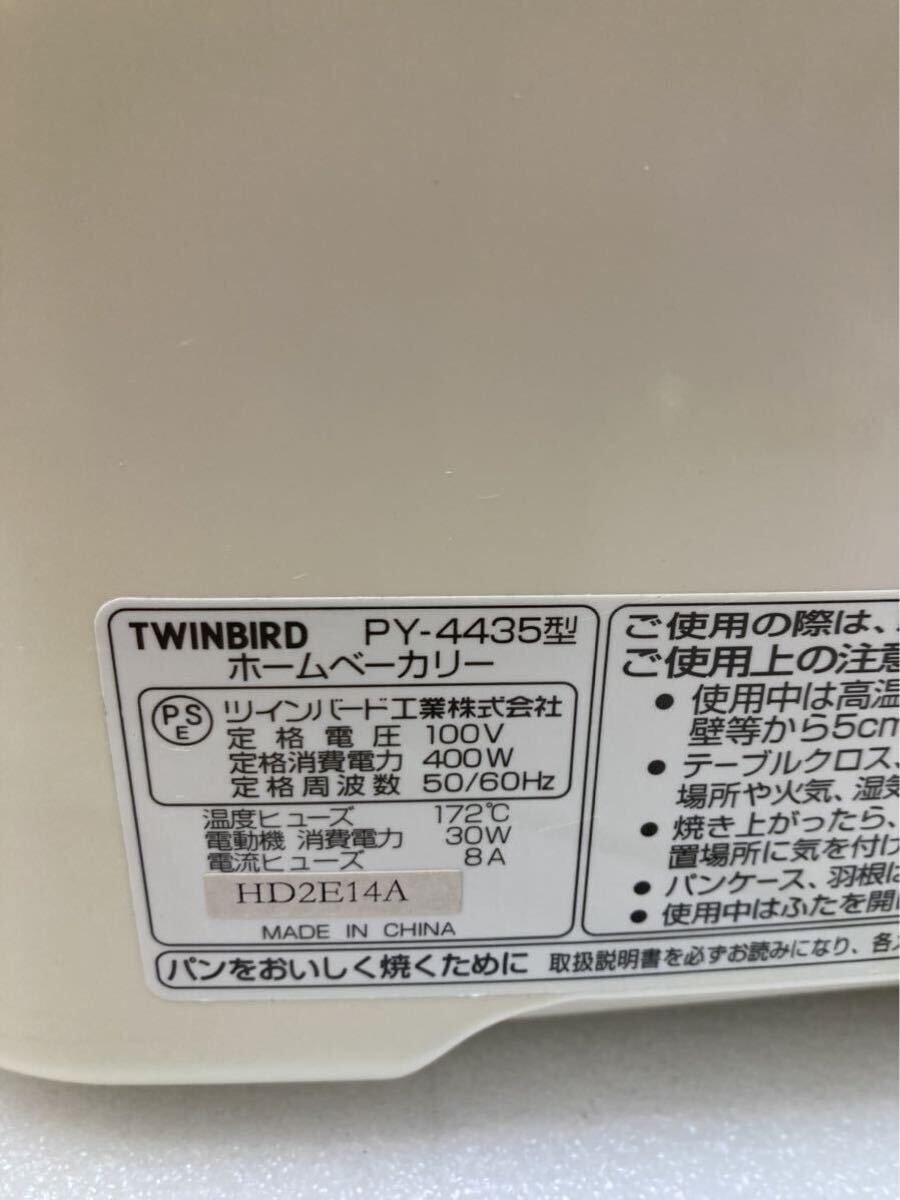 TWINBIRD PY-4435型
ホームベーカリー
PSE ツインバード工業株式会社
定格電圧 100V
定格消費電力 400W
定格周波数 50/60Hz
温度ヒューズ 172℃
電動機 消費電力 30W
電流ヒューズ 8A
HD2E14A
MADE IN CHINA
ご使用の際は、
ご使用上の注意
● 使用中は高温
壁等から5cm
● テーブルクロス、
場所や火気、湿気
● 焼き上がったら、
置場所に気を付け
● パンケース、羽根は
● 使用中はふたを開
パンをおいしく焼くために 取扱説明書を必ずお読みになり、各